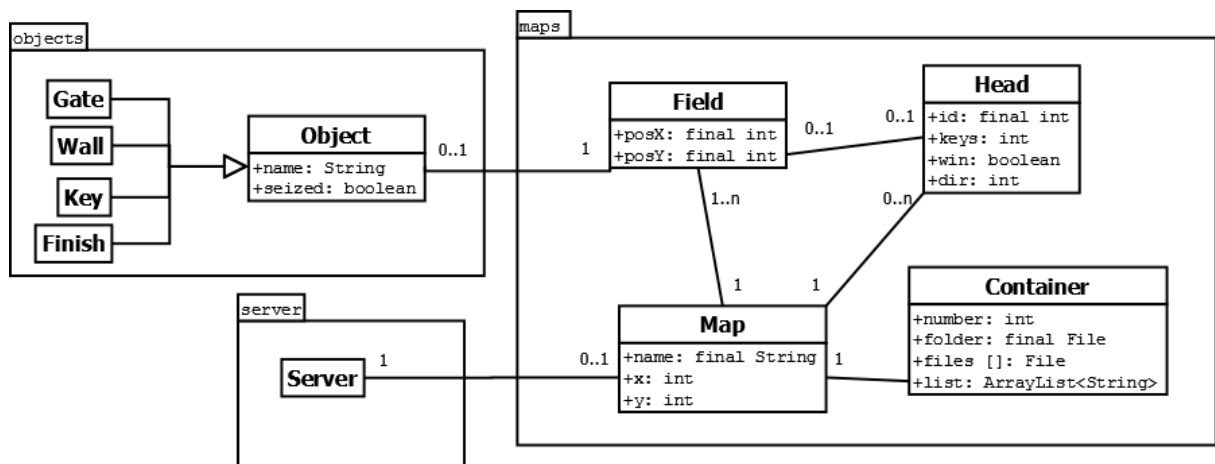 objects
Gate
Wall
Key
Finish
Object
+name: String
+seized: boolean
0..1
maps
1
Field
+posX: final int
+posY: final int
0..1
0..1
Head
+id: final int
+keys: int
+win: boolean
+dir: int
1..n
0..n
1
1
server
Server
1
0..1
Map
+name: final String
+x: int
+y: int
1
Container
+number: int
+folder: final File
+files []: File
+list: ArrayList<String>